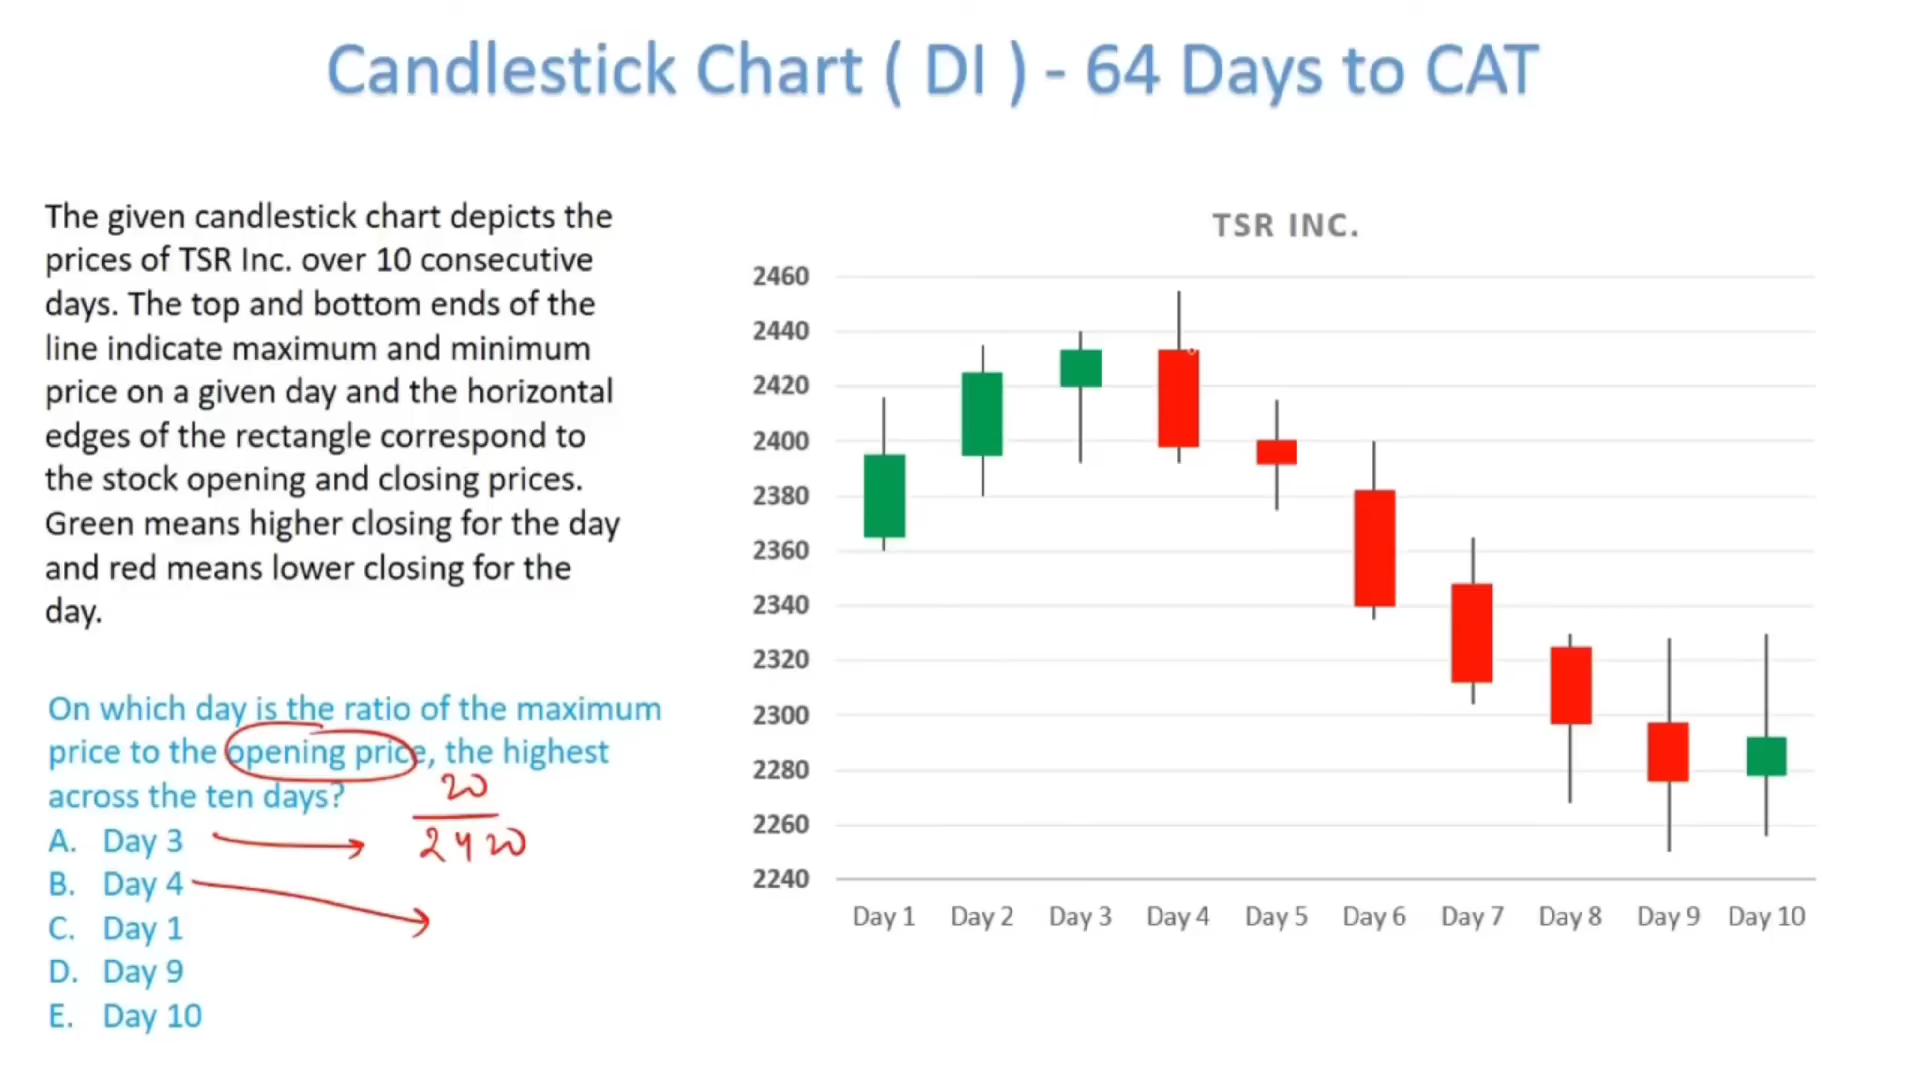 Candlestick Chart ( DI ) - 64 Days to CAT
The given candlestick chart depicts the
prices of TSR Inc. over 10 consecutive
days. The top and bottom ends of the
line indicate maximum and minimum
price on a given day and the horizontal
edges of the rectangle correspond to
the stock opening and closing prices.
Green means higher closing for the day
and red means lower closing for the
day.
On which day is the ratio of the maximum
price to the opening price, the highest
across the ten days?
20
2420
A. Day 3
B. Day 4
C. Day 1
D. Day 9
E. Day 10
TSR INC.
2460
2440
2420
2400
2380
2360
2340
2320
2300
2280
2260
2240
Day 1 Day 2 Day 3 Day 4 Day 5 Day 6 Day 7 Day 8 Day 9 Day 10